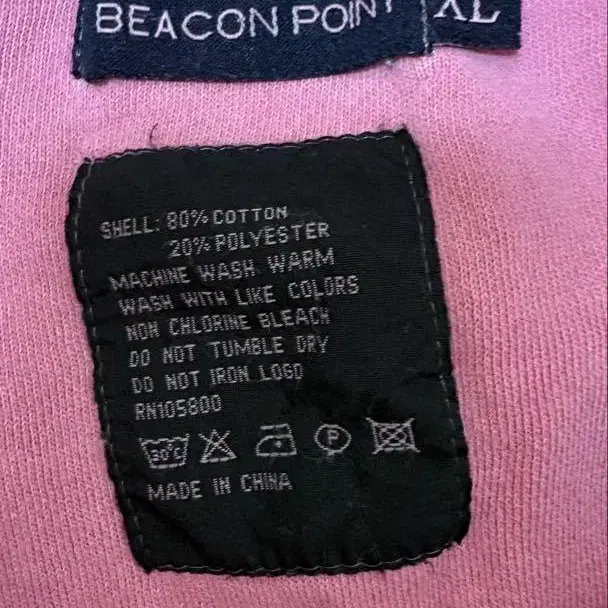 BEACON POINT XL
SHELL: 80% COTTON
20% POLYESTER
MACHINE WASH WARM
WASH WITH LIKE COLORS
NON CHLORINE BLEACH
DO NOT TUMBLE DRY
DO NOT IRON LOGO
RN105800
30°C P
MADE IN CHINA